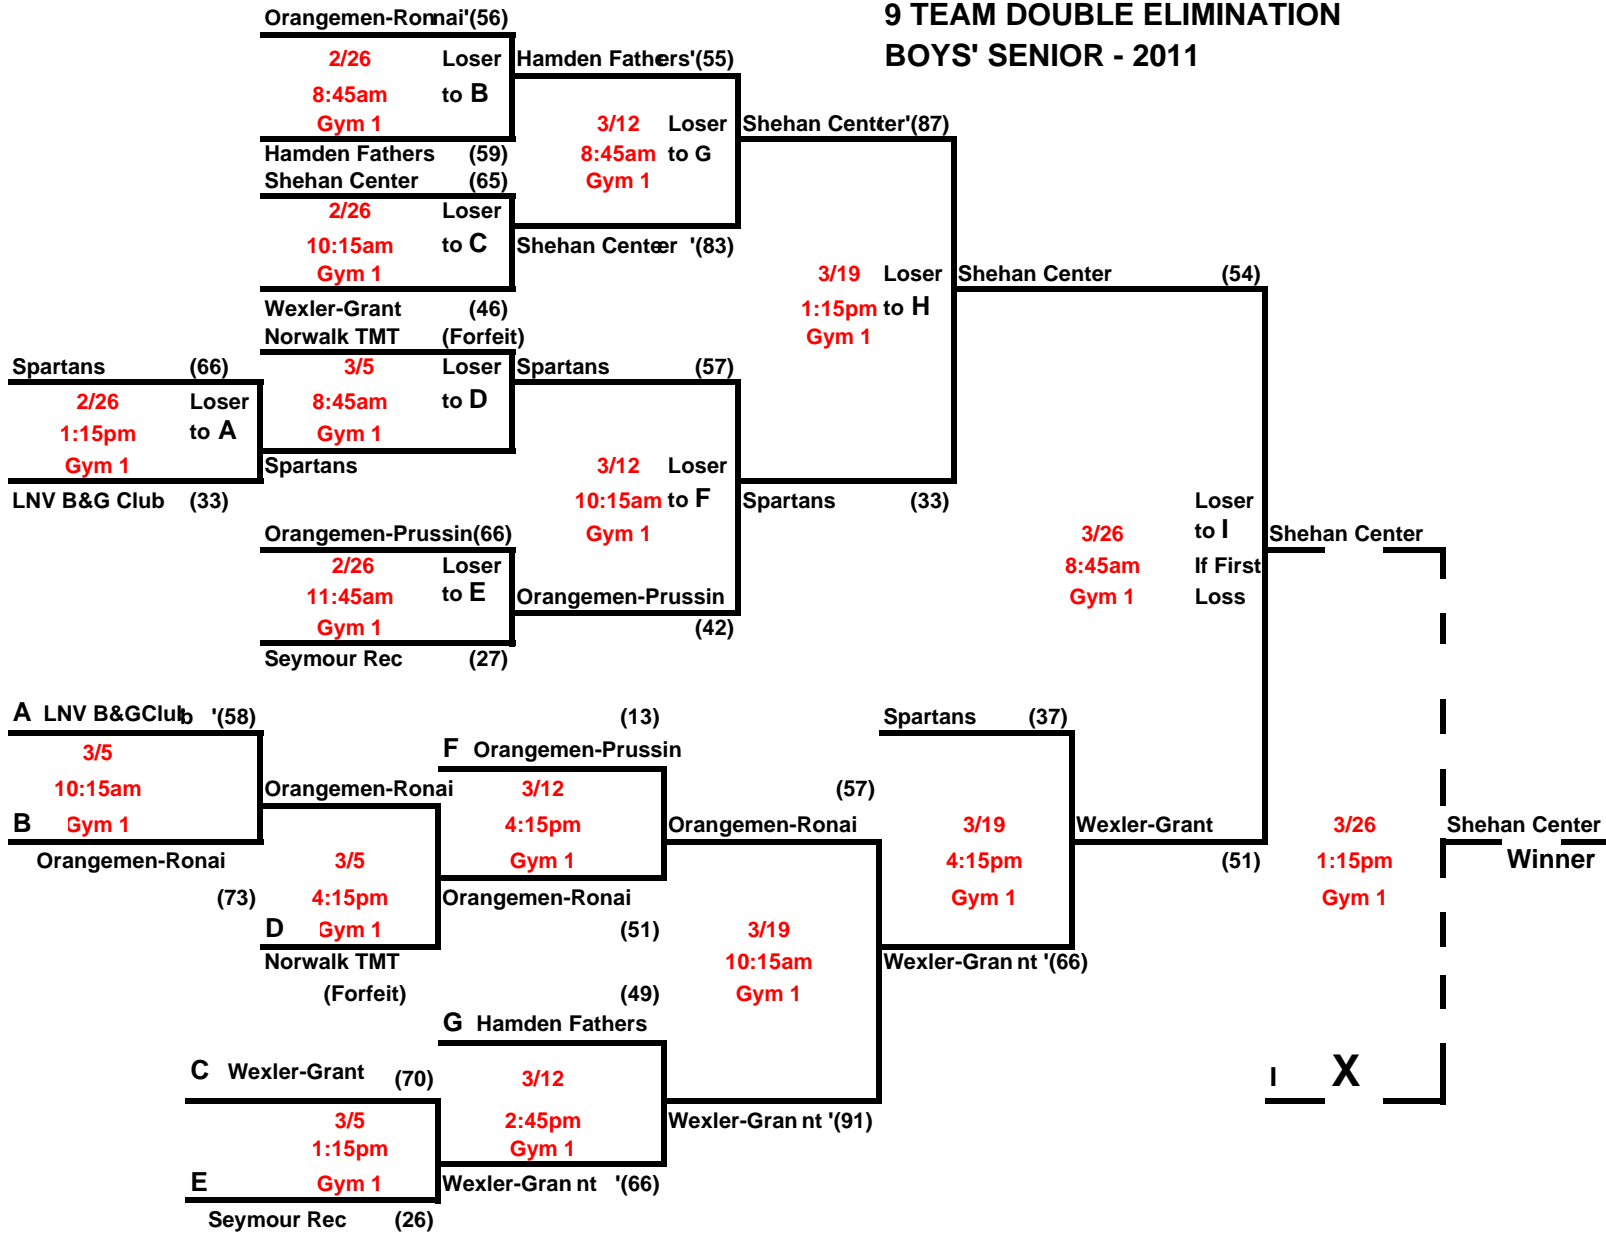 9 TEAM DOUBLE ELIMINATION
BOYS' SENIOR - 2011
Orangemen-Ronnai'(56)
2/26 Loser
8:45am to B
Gym 1
Hamden Fathers (59)
Hamden Fathers'(55)
3/12 Loser
8:45am to G
Gym 1
Shehan Center (65)
2/26 Loser
10:15am to C
Gym 1
Wexler-Grant (46)
Shehan Center '(83)
Shehan Center'(87)
3/19 Loser
1:15pm to H
Gym 1
Norwalk TMT (Forfeit)
3/5 Loser
8:45am to D
Gym 1
Spartans
Spartans (66)
2/26 Loser
1:15pm to A
Gym 1
LNV B&G Club (33)
Spartans (57)
3/12 Loser
10:15am to F
Gym 1
Orangemen-Prussin(66)
2/26 Loser
11:45am to E
Gym 1
Seymour Rec (27)
Orangemen-Prussin
(42)
Spartans (33)
Shehan Center (54)
Loser
3/26 to I
8:45am If First
Gym 1 Loss
Shehan Center
A LNV B&GClub '(58)
3/5
10:15am
B Gym 1
Orangemen-Ronai
(73)
Orangemen-Ronai
3/5
4:15pm
D Gym 1
Norwalk TMT
(Forfeit)
(13)
F Orangemen-Prussin
3/12
4:15pm
Gym 1
Orangemen-Ronai
(51)
(57)
Orangemen-Ronai
3/19
10:15am
Gym 1
(49)
G Hamden Fathers
3/12
2:45pm
Gym 1
Wexler-Gran nt '(66)
C Wexler-Grant (70)
3/5
1:15pm
E Gym 1
Seymour Rec (26)
Wexler-Gran nt '(91)
Spartans (37)
3/19
4:15pm
Gym 1
Wexler-Gran nt '(66)
Wexler-Grant
(51)
3/26
1:15pm
Gym 1
Shehan Center
Winner
I X